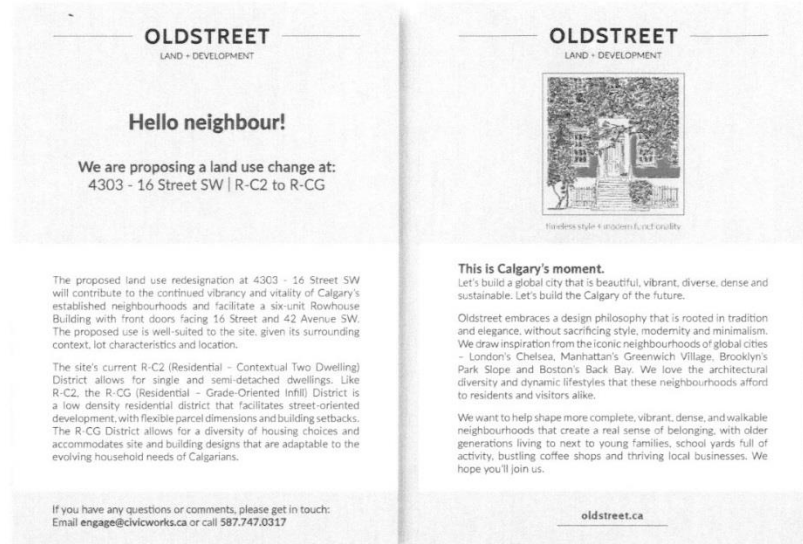 OLDSTREET
LAND + DEVELOPMENT
Hello neighbour!
We are proposing a land use change at:
4303 - 16 Street SW | R-C2 to R-CG
The proposed land use redesignation at 4303 - 16 Street SW
will contribute to the continued vibrancy and vitality of Calgary's
established neighbourhoods and facilitate a six-unit Rowhouse
Building with front doors facing 16 Street and 42 Avenue SW.
The proposed use is well-suited to the site, given its surrounding
context, lot characteristics and location.
The site's current R-C2 (Residential – Contextual Two Dwelling)
District allows for single and semi-detached dwellings. Like
R-C2, the R-CG (Residential – Grade-Oriented Infill) District is
a low density residential district that facilitates street-oriented
development, with flexible parcel dimensions and building setbacks.
The R-CG District allows for a diversity of housing choices and
accommodates site and building designs that are adaptable to the
evolving household needs of Calgarians.
If you have any questions or comments, please get in touch:
Email engage@civicworks.ca or call 587.747.0317
OLDSTREET
LAND + DEVELOPMENT
timeless style + modern functionality
This is Calgary's moment.
Let's build a global city that is beautiful, vibrant, diverse, dense and
sustainable. Let's build the Calgary of the future.
Oldstreet embraces a design philosophy that is rooted in tradition
and elegance, without sacrificing style, modernity and minimalism.
We draw inspiration from the iconic neighbourhoods of global cities
– London's Chelsea, Manhattan's Greenwich Village, Brooklyn's
Park Slope and Boston's Back Bay. We love the architectural
diversity and dynamic lifestyles that these neighbourhoods afford
to residents and visitors alike.
We want to help shape more complete, vibrant, dense, and walkable
neighbourhoods that create a real sense of belonging, with older
generations living to next to young families, school yards full of
activity, bustling coffee shops and thriving local businesses. We
hope you'll join us.
oldstreet.ca